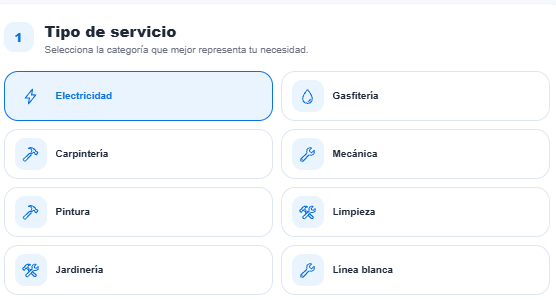 1
Tipo de servicio
Selecciona la categoría que mejor representa tu necesidad.
Electricidad
Gasfitería
Carpintería
Mecánica
Pintura
Limpieza
Jardinería
Línea blanca